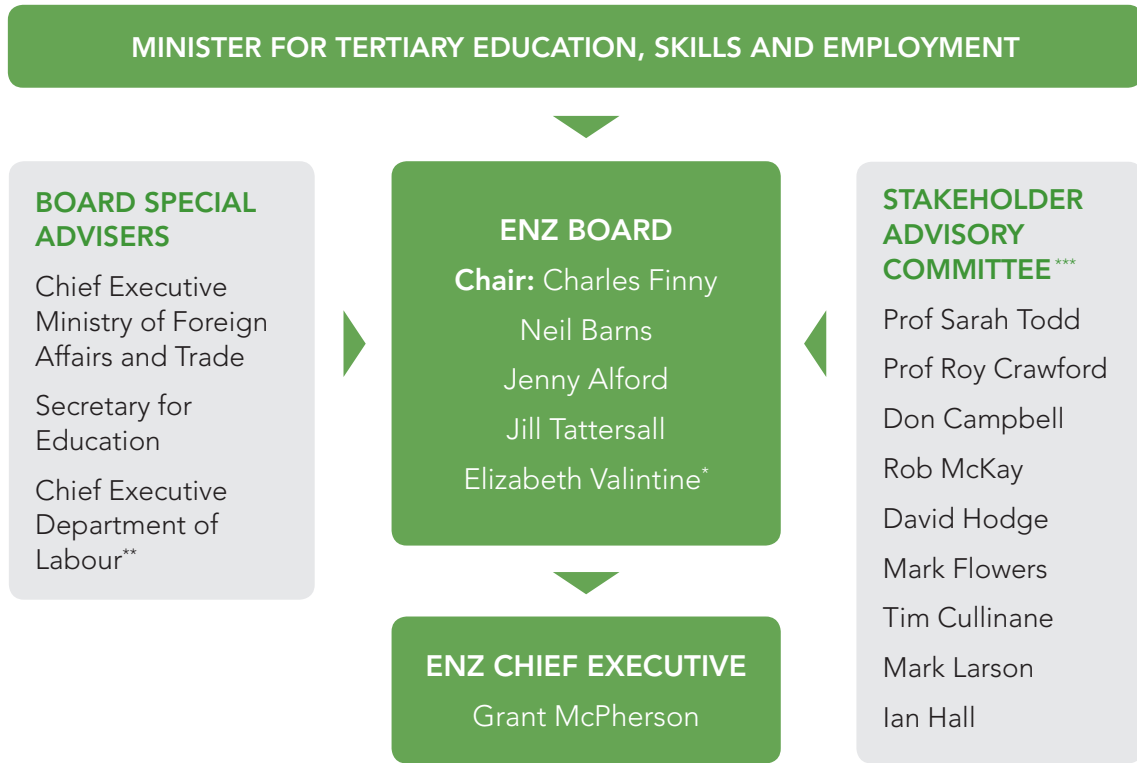 MINISTER FOR TERTIARY EDUCATION, SKILLS AND EMPLOYMENT
BOARD SPECIAL
ADVISERS
Chief Executive
Ministry of Foreign
Affairs and Trade
Secretary for
Education
Chief Executive
Department of
Labour**
ENZ BOARD
Chair: Charles Finny
Neil Barns
Jenny Alford
Jill Tattersall
Elizabeth Valintine*
STAKEHOLDER
ADVISORY
COMMITTEE***
Prof Sarah Todd
Prof Roy Crawford
Don Campbell
Rob McKay
David Hodge
Mark Flowers
Tim Cullinane
Mark Larson
Ian Hall
ENZ CHIEF EXECUTIVE
Grant McPherson